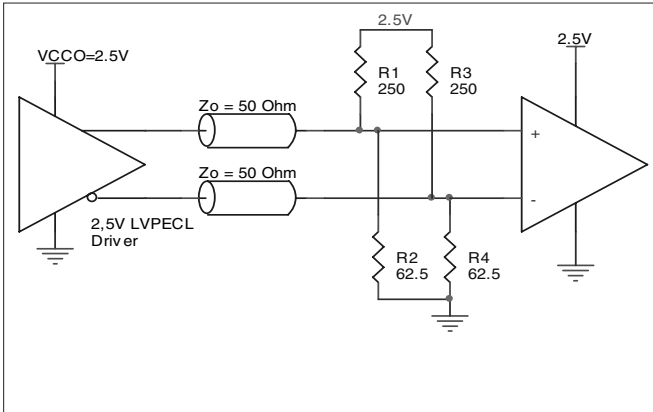 2.5V
VCCO=2.5V
2.5V
R1
250
R3
250
Zo = 50 Ohm
+
Zo = 50 Ohm
-
2,5V LVPECL
Driver
R2
62.5
R4
62.5